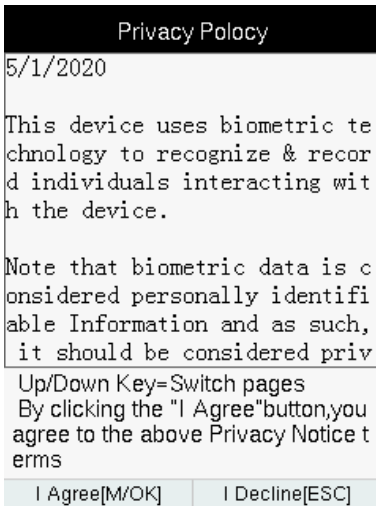 Privacy Polocy
5/1/2020
This device uses biometric te
chnology to recognize & recor
d individuals interacting wit
h the device.
Note that biometric data is c
onsidered personally identifi
able Information and as such,
it should be considered priv
Up/Down Key=Switch pages
By clicking the "I Agree"button,you
agree to the above Privacy Notice t
erms
I Agree[M/OK] I Decline[ESC]